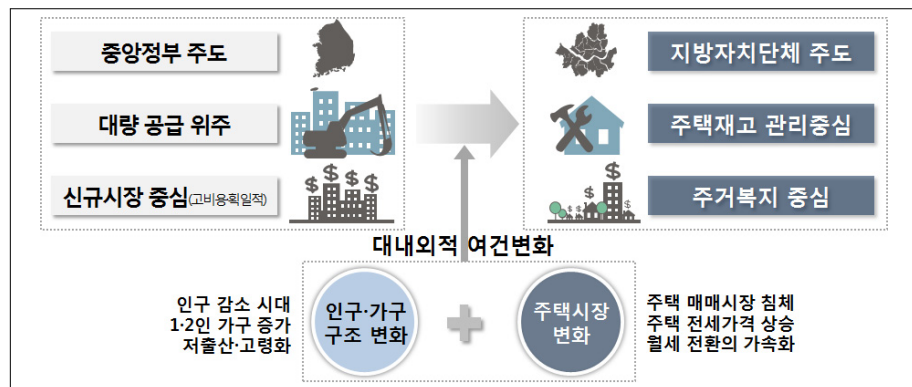 중앙정부 주도
대량 공급 위주
신규시장 중심(고비용·획일적)
지방자치단체 주도
주택재고 관리중심
주거복지 중심
대내외적 여건변화
인구 감소 시대
1·2인 가구 증가
저출산·고령화
인구·가구
구조 변화
주택시장
변화
주택 매매시장 침체
주택 전세가격 상승
월세 전환의 가속화